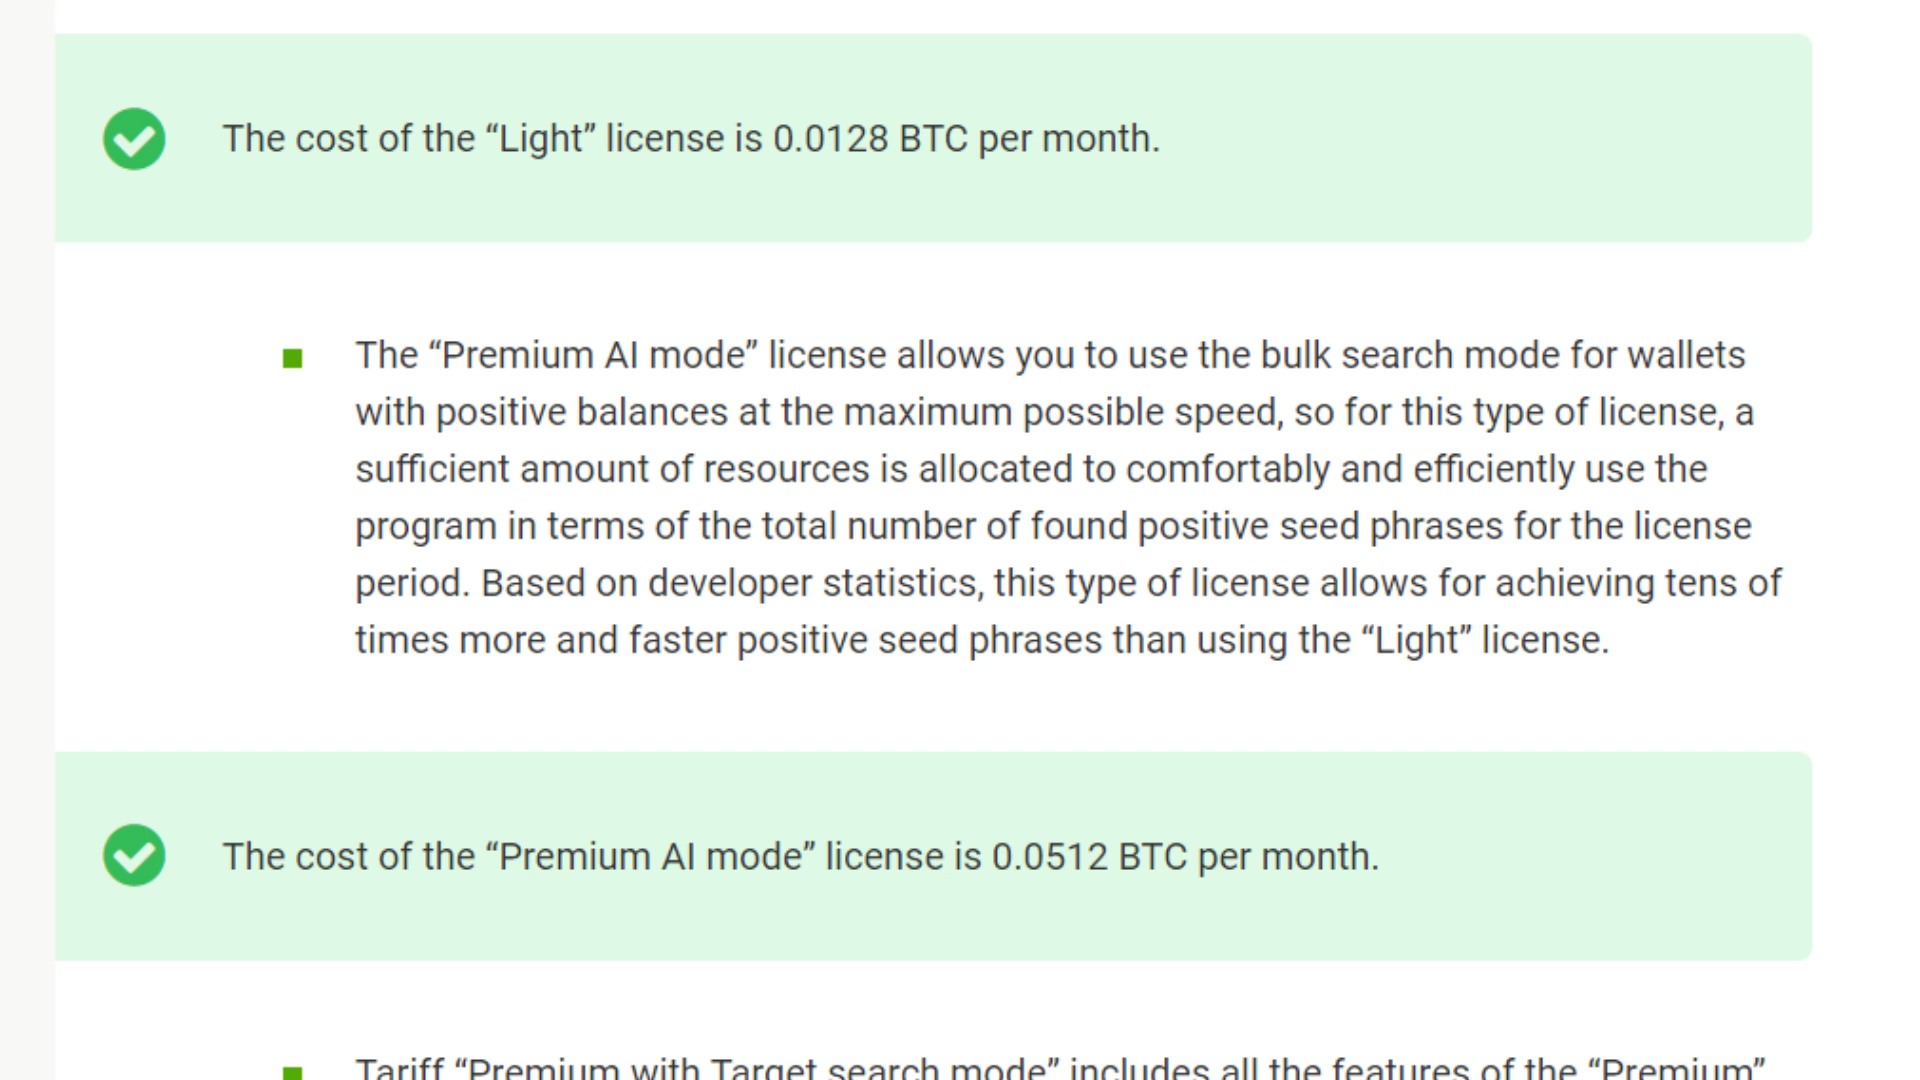 The cost of the “Light” license is 0.0128 BTC per month.
The “Premium AI mode” license allows you to use the bulk search mode for wallets
with positive balances at the maximum possible speed, so for this type of license, a
sufficient amount of resources is allocated to comfortably and efficiently use the
program in terms of the total number of found positive seed phrases for the license
period. Based on developer statistics, this type of license allows for achieving tens of
times more and faster positive seed phrases than using the “Light” license.
The cost of the “Premium AI mode” license is 0.0512 BTC per month.
Tariff “Premium with Target search mode” includes all the features of the “Premium”